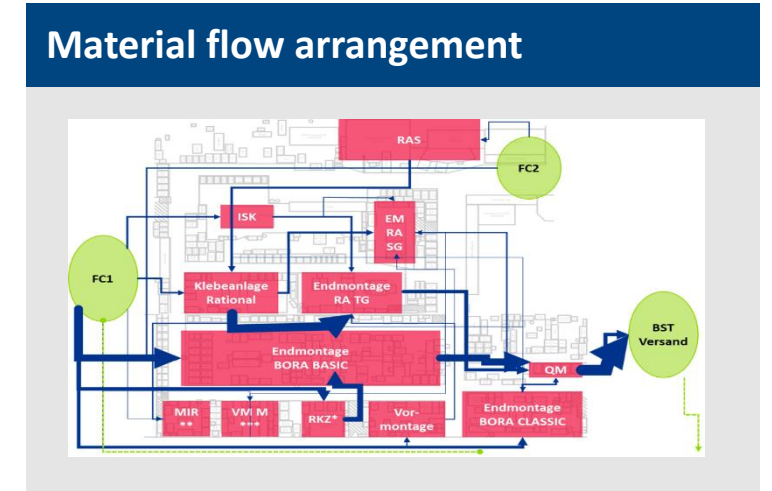 Material flow arrangement
RAS
FC2
ISK
EM
RA
SG
FC1
Klebeanlage
Rational
Endmontage
RA TG
BST
Versand
Endmontage
BORA BASIC
QM
MIR
**
VM M
***
RKZ*
Vor-
montage
Endmontage
BORA CLASSIC